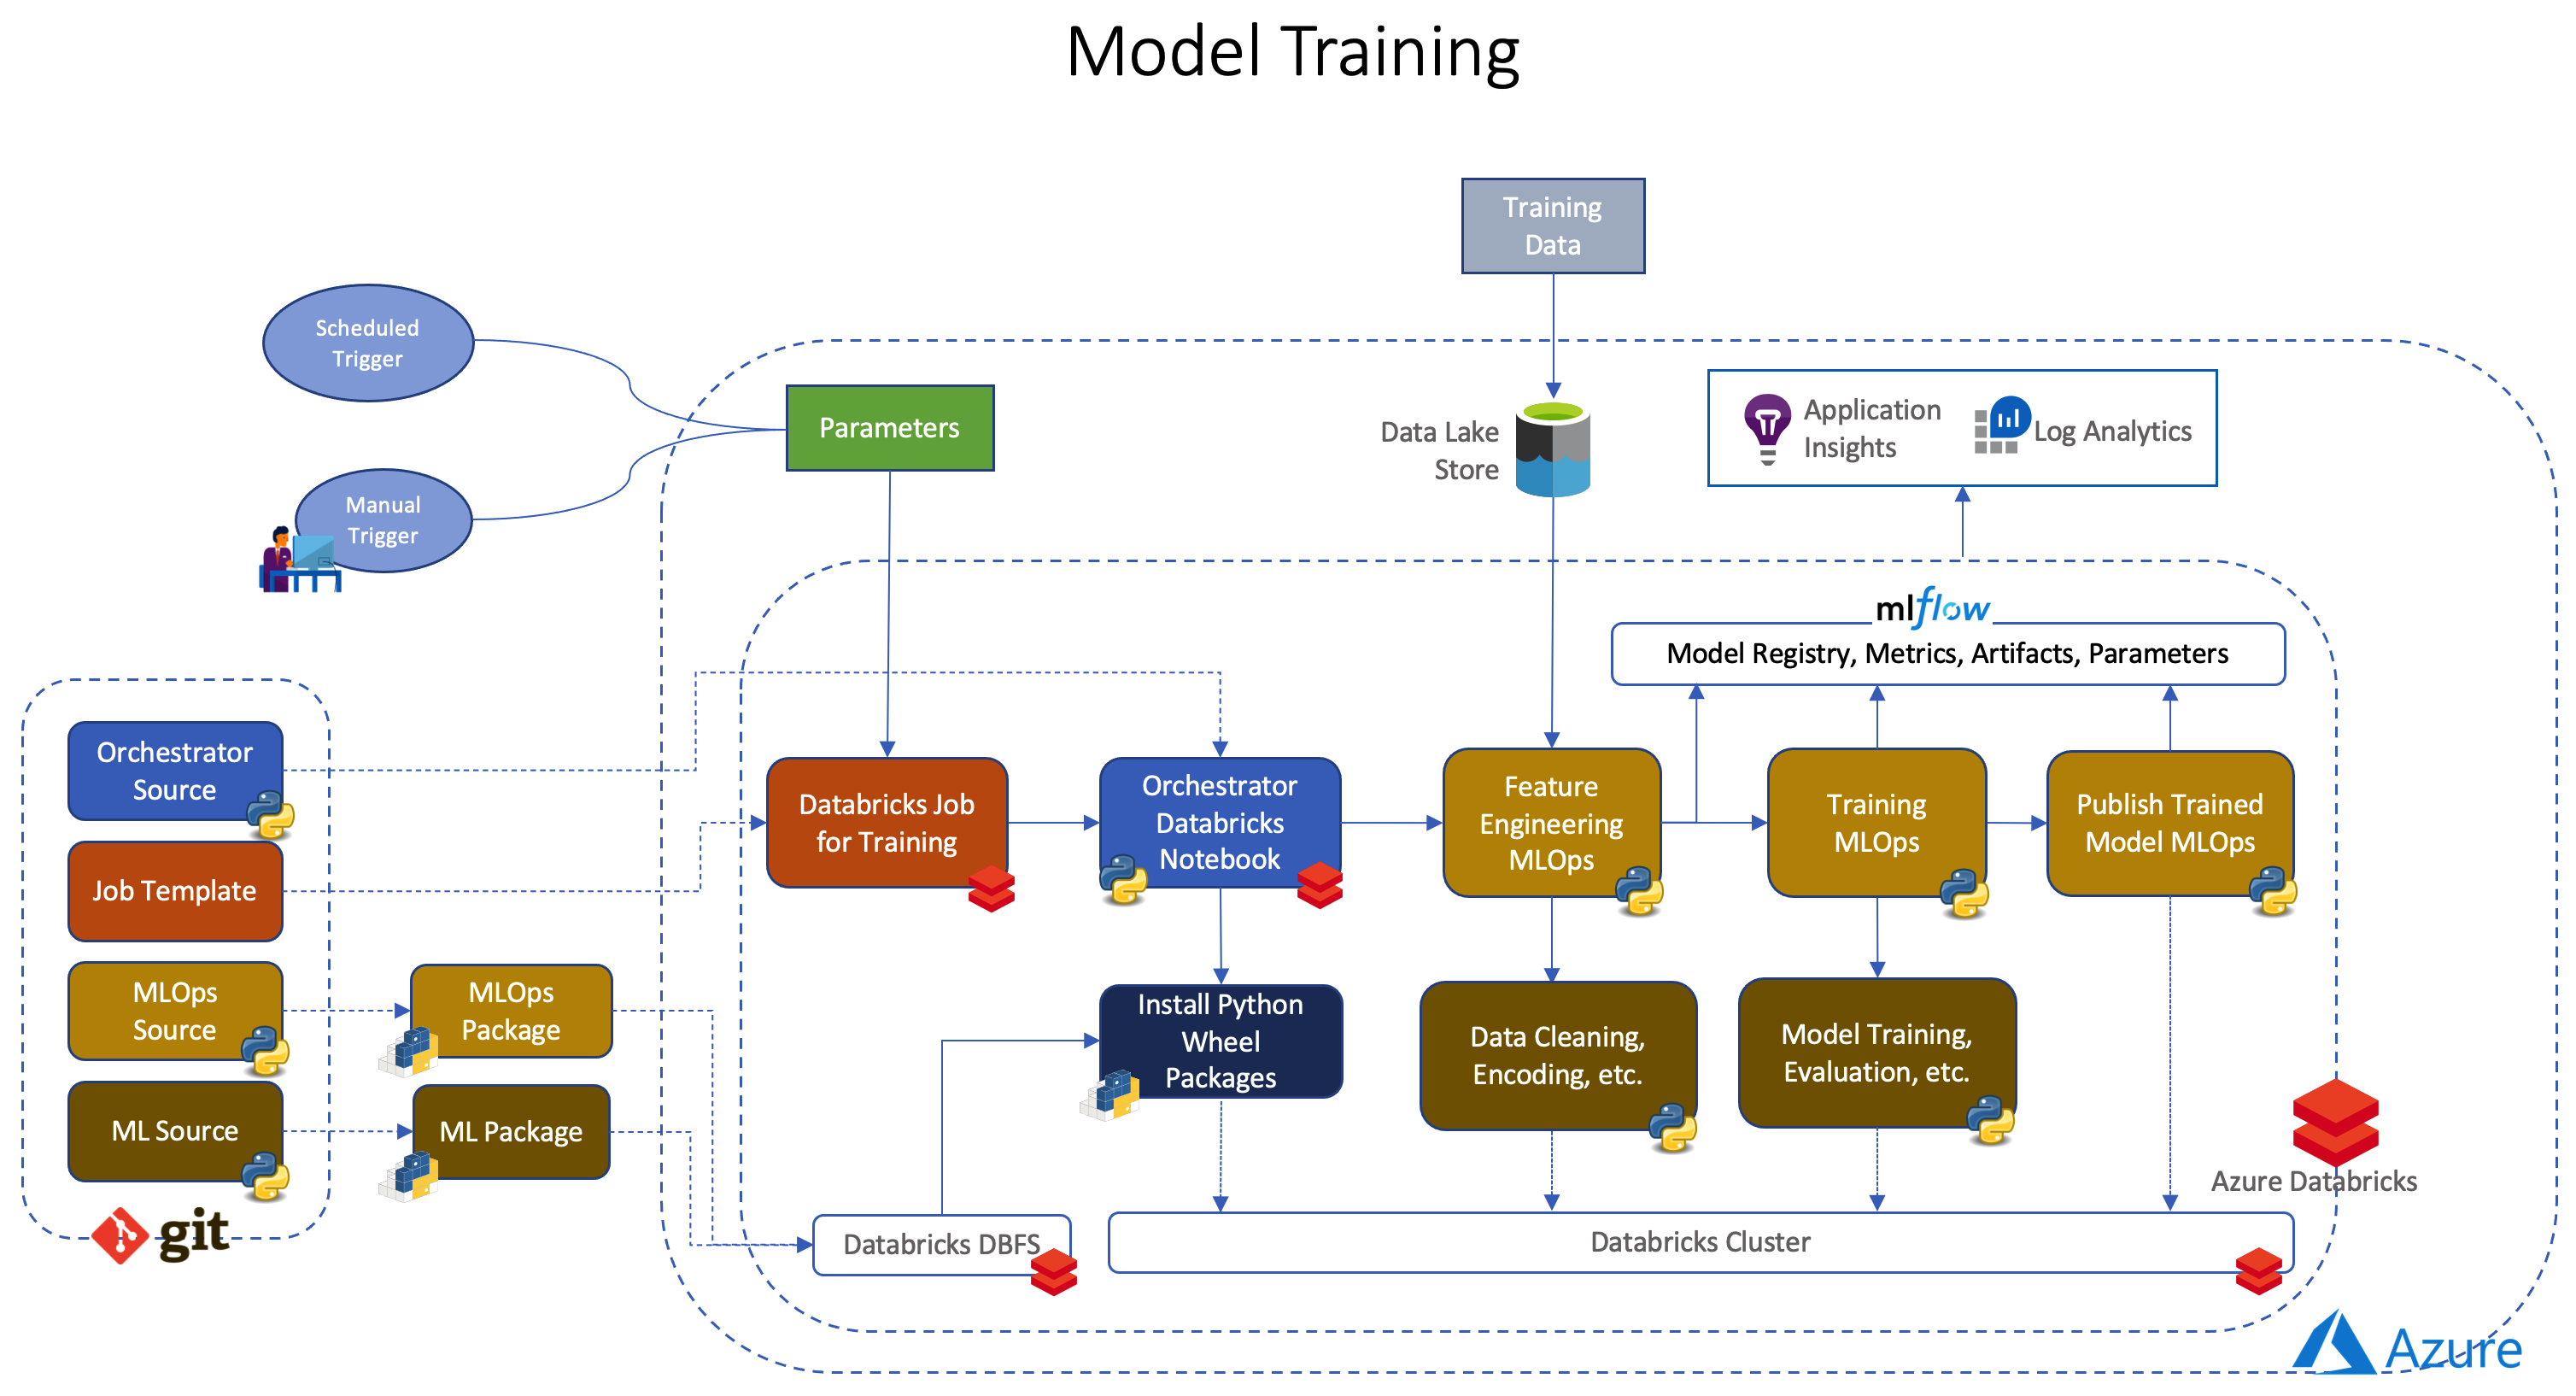 Model Training
Training
Data
Scheduled
Trigger
Parameters
Data Lake
Store
Application
Insights
Log Analytics
Manual
Trigger
mlflow
Model Registry, Metrics, Artifacts, Parameters
Orchestrator
Source
Job Template
MLOps
Source
ML Source
git
MLOps
Package
ML Package
Databricks Job
for Training
Orchestrator
Databricks
Notebook
Feature
Engineering
MLOps
Training
MLOps
Publish Trained
Model MLOps
Install Python
Wheel
Packages
Data Cleaning,
Encoding, etc.
Model Training,
Evaluation, etc.
Azure Databricks
Databricks DBFS
Databricks Cluster
Azure